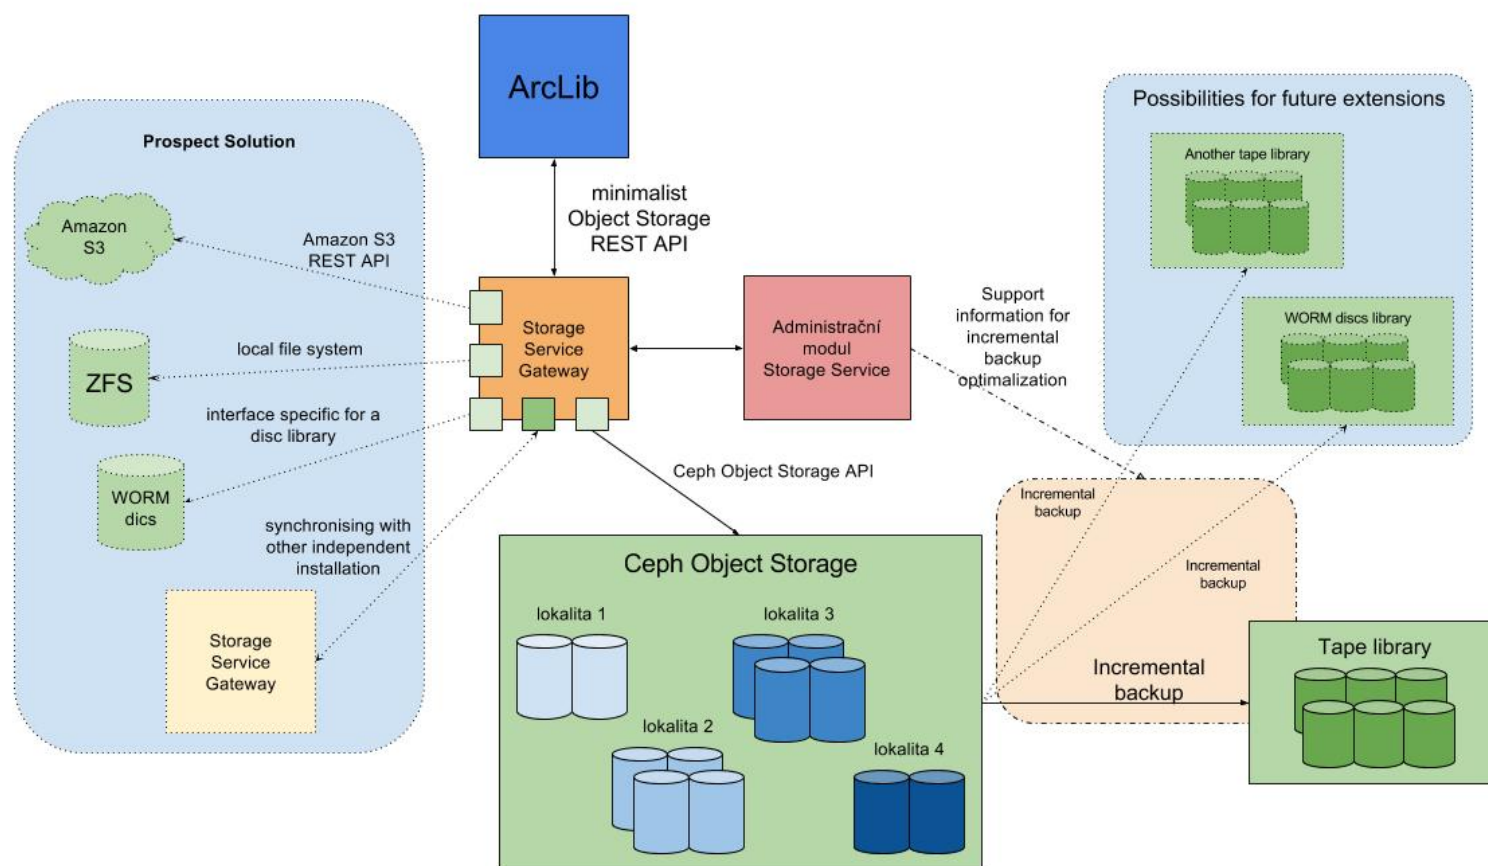 ArcLib
Prospect Solution
Amazon
S3
Amazon S3
REST API
ZFS
local file system
interface specific for a
disc library
WORM
dics
synchronising with
other independent
installation
Storage
Service
Gateway
minimalist
Object Storage
REST API
Storage
Service
Gateway
Administrační
modul
Storage Service
Ceph Object Storage API
Support
information for
incremental
backup
optimalization
Possibilities for future extensions
Another tape library
WORM discs library
Incremental
backup
Incremental
backup
Ceph Object Storage
lokalita 1
lokalita 3
lokalita 2
lokalita 4
Incremental
backup
Tape library